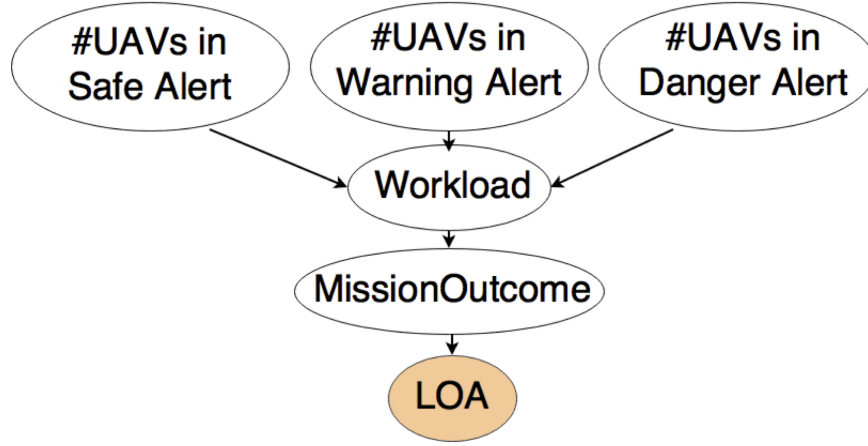 #UAVs in
Safe Alert
#UAVs in
Warning Alert
#UAVs in
Danger Alert
Workload
MissionOutcome
LOA